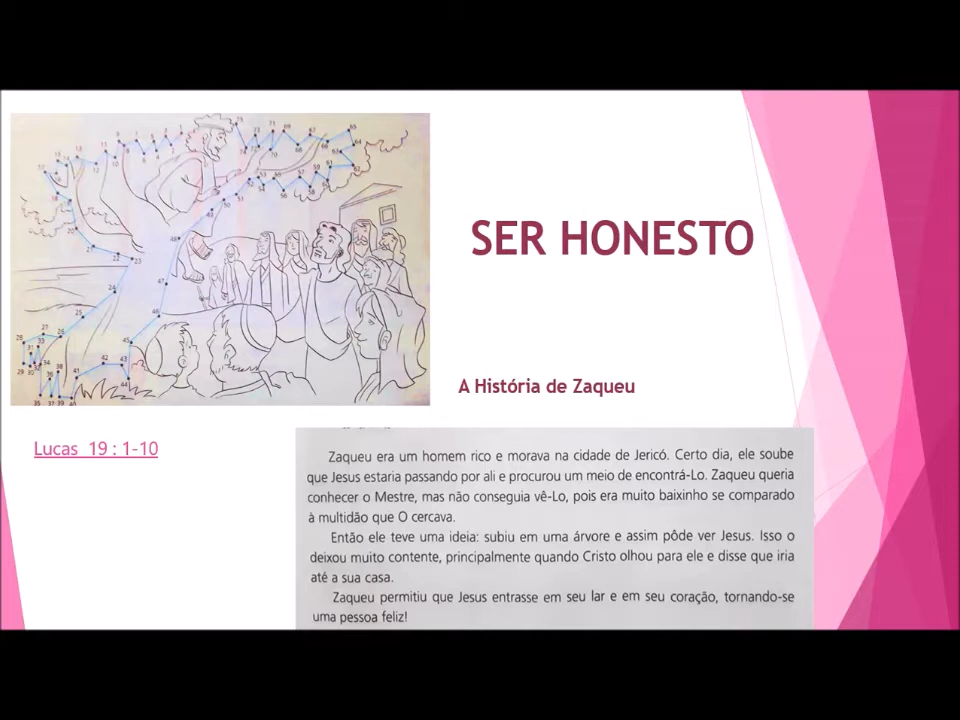 SER HONESTO
A História de Zaqueu
Lucas 19 : 1-10
Zaqueu era um homem rico e morava na cidade de Jericó. Certo dia, ele soube
que Jesus estaria passando por ali e procurou um meio de encontrá-Lo. Zaqueu queria
conhecer o Mestre, mas não conseguia vê-Lo, pois era muito baixinho se comparado
à multidão que O cercava.
Então ele teve uma ideia: subiu em uma árvore e assim pôde ver Jesus. Isso o
deixou muito contente, principalmente quando Cristo olhou para ele e disse que iria
até a sua casa.
Zaqueu permitiu que Jesus entrasse em seu lar e em seu coração, tornando-se
uma pessoa feliz!